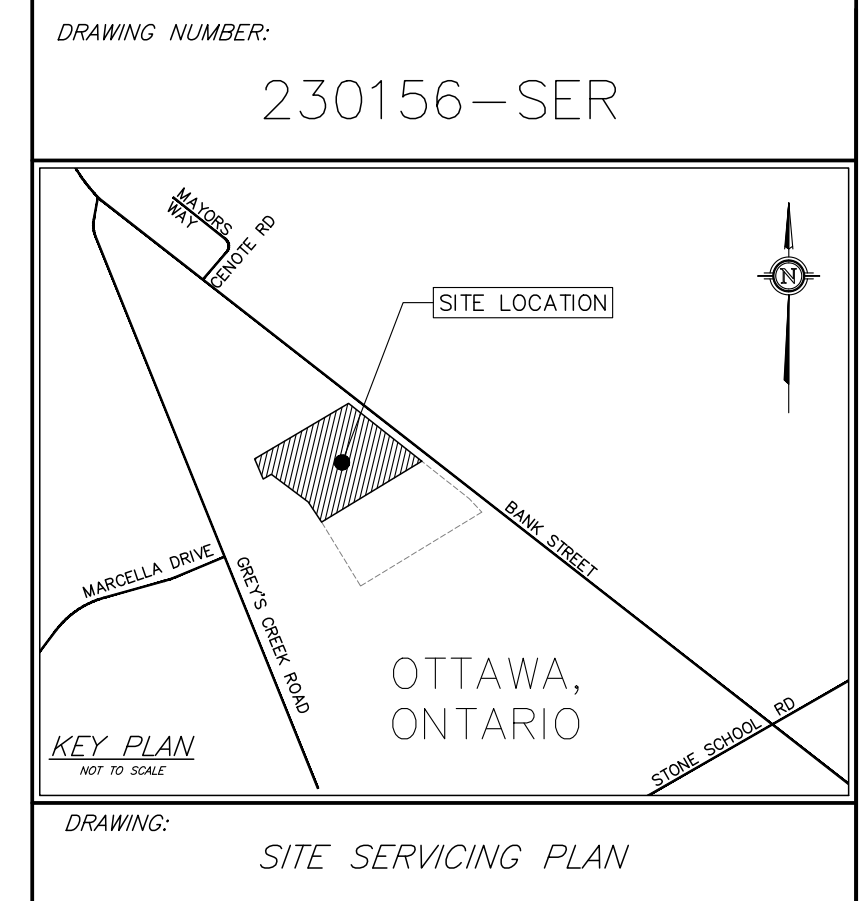 DRAWING NUMBER:
230156-SER
MAYORS
WAY
CENOTE RD
N
SITE LOCATION
BANK STREET
MARCELLA DRIVE
GREY'S CREEK ROAD
OTTAWA,
ONTARIO
STONE SCHOOL RD
KEY PLAN
NOT TO SCALE
DRAWING:
SITE SERVICING PLAN